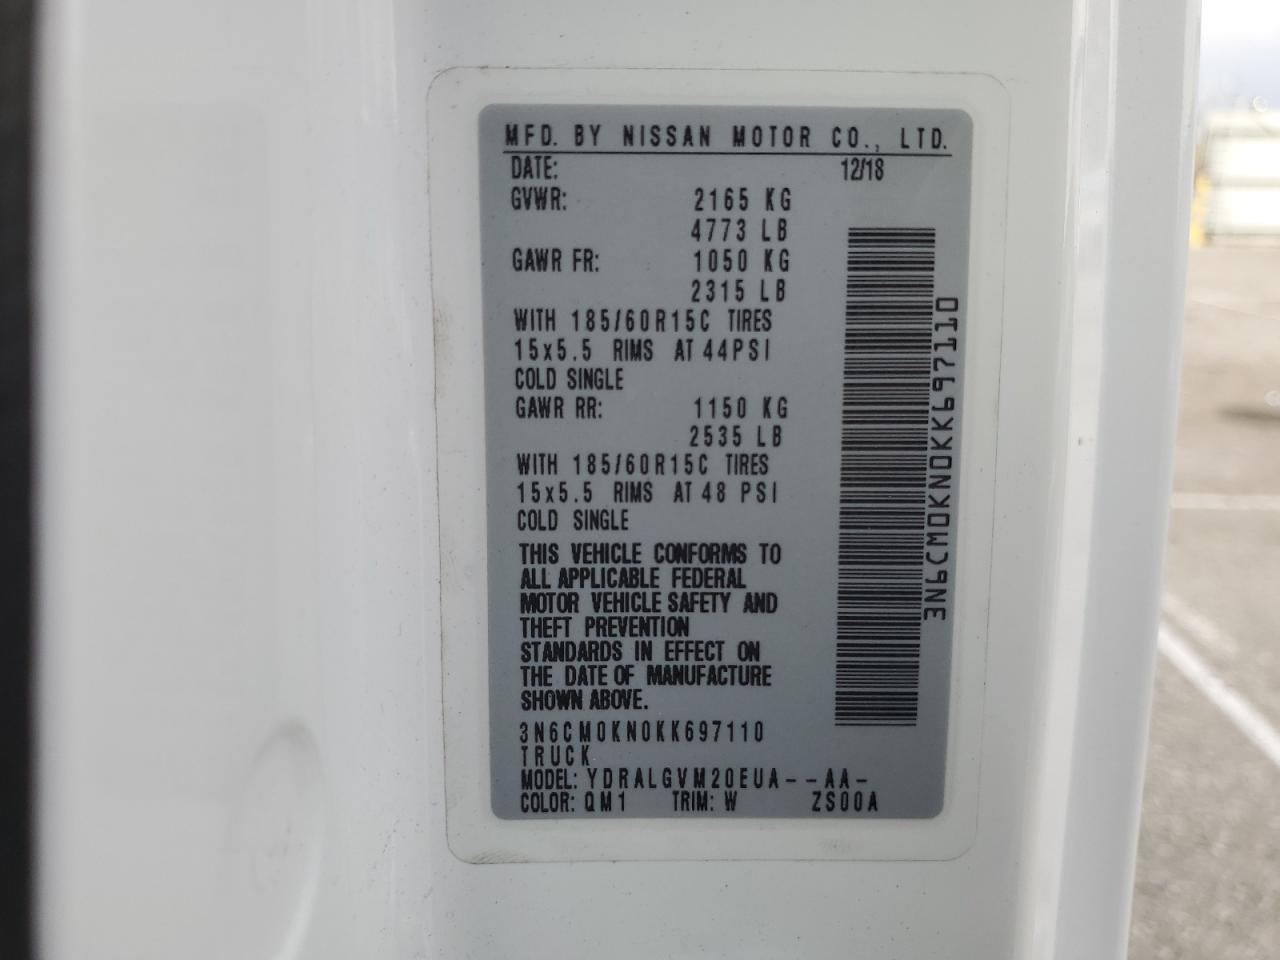 MFD. BY NISSAN MOTOR CO., LTD.
DATE: 12/18
GVWR: 2165 KG
4773 LB
GAWR FR: 1050 KG
2315 LB
WITH 185/60R15C TIRES
15x5.5 RIMS AT 44PSI
COLD SINGLE
GAWR RR: 1150 KG
2535 LB
WITH 185/60R15C TIRES
15x5.5 RIMS AT 48 PSI
COLD SINGLE
THIS VEHICLE CONFORMS TO
ALL APPLICABLE FEDERAL
MOTOR VEHICLE SAFETY AND
THEFT PREVENTION
STANDARDS IN EFFECT ON
THE DATE OF MANUFACTURE
SHOWN ABOVE.
3N6CM0KN0KK697110
TRUCK
MODEL: YDRALGVM20EUA--AA-
COLOR: QM1 TRIM: W ZS00A
3N6CM0KN0KK697110